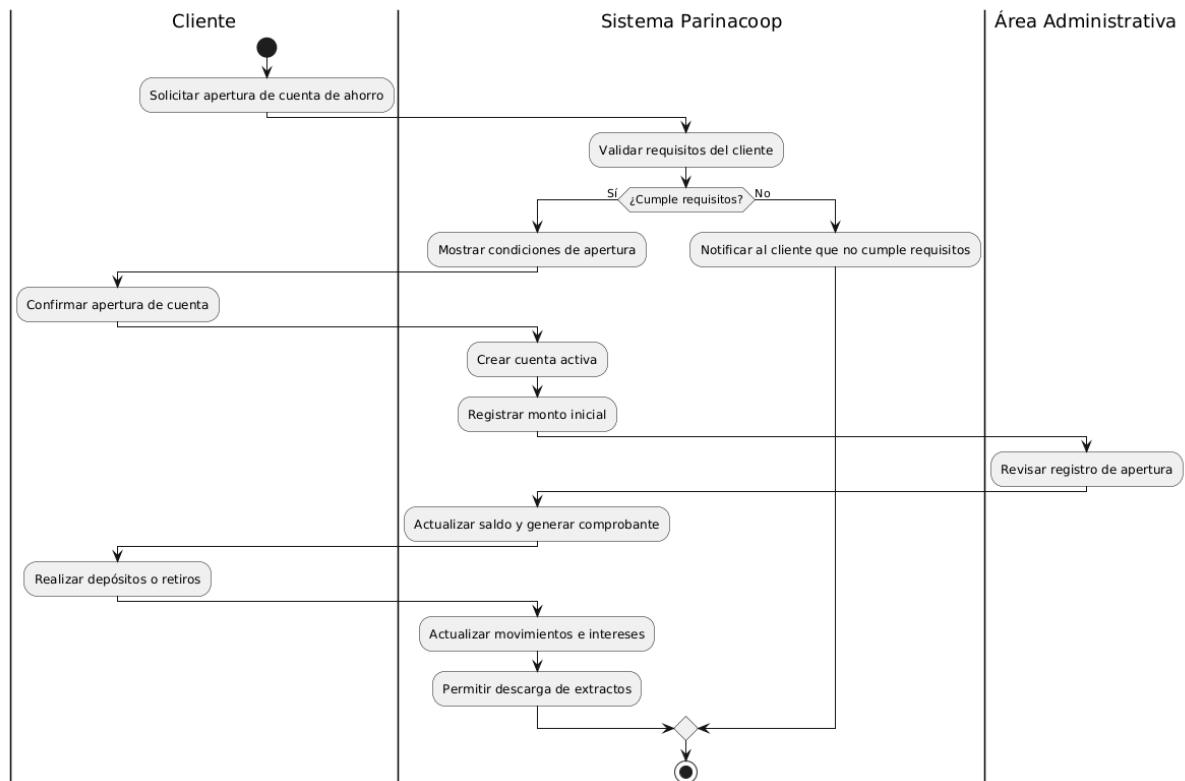 Cliente
Sistema Parinacoop
Área Administrativa
Solicitar apertura de cuenta de ahorro
Validar requisitos del cliente
Sí
¿Cumple requisitos?
No
Mostrar condiciones de apertura
Notificar al cliente que no cumple requisitos
Confirmar apertura de cuenta
Crear cuenta activa
Registrar monto inicial
Revisar registro de apertura
Actualizar saldo y generar comprobante
Realizar depósitos o retiros
Actualizar movimientos e intereses
Permitir descarga de extractos